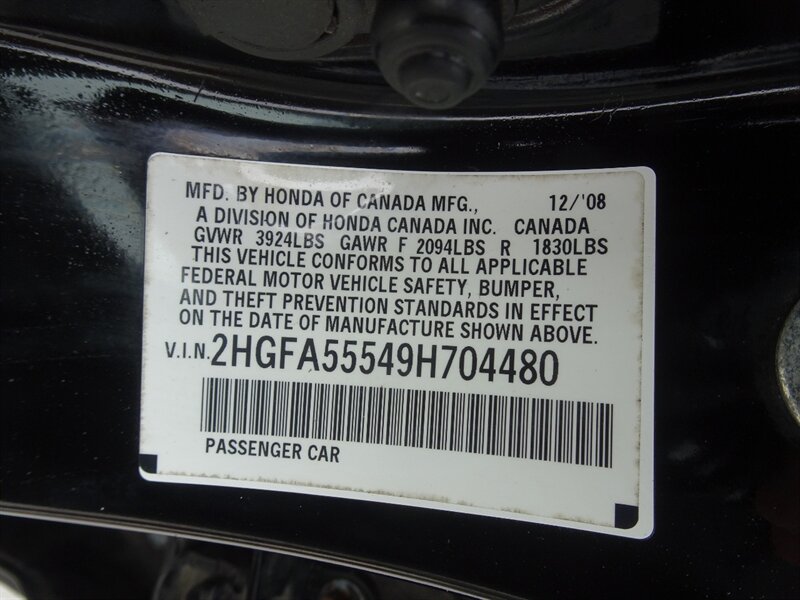 MFD. BY HONDA OF CANADA MFG., 12/'08
A DIVISION OF HONDA CANADA INC. CANADA
GVWR 3924LBS GAWR F 2094LBS R 1830LBS
THIS VEHICLE CONFORMS TO ALL APPLICABLE
FEDERAL MOTOR VEHICLE SAFETY, BUMPER,
AND THEFT PREVENTION STANDARDS IN EFFECT
ON THE DATE OF MANUFACTURE SHOWN ABOVE.
V.I.N. 2HGFA55549H704480
PASSENGER CAR